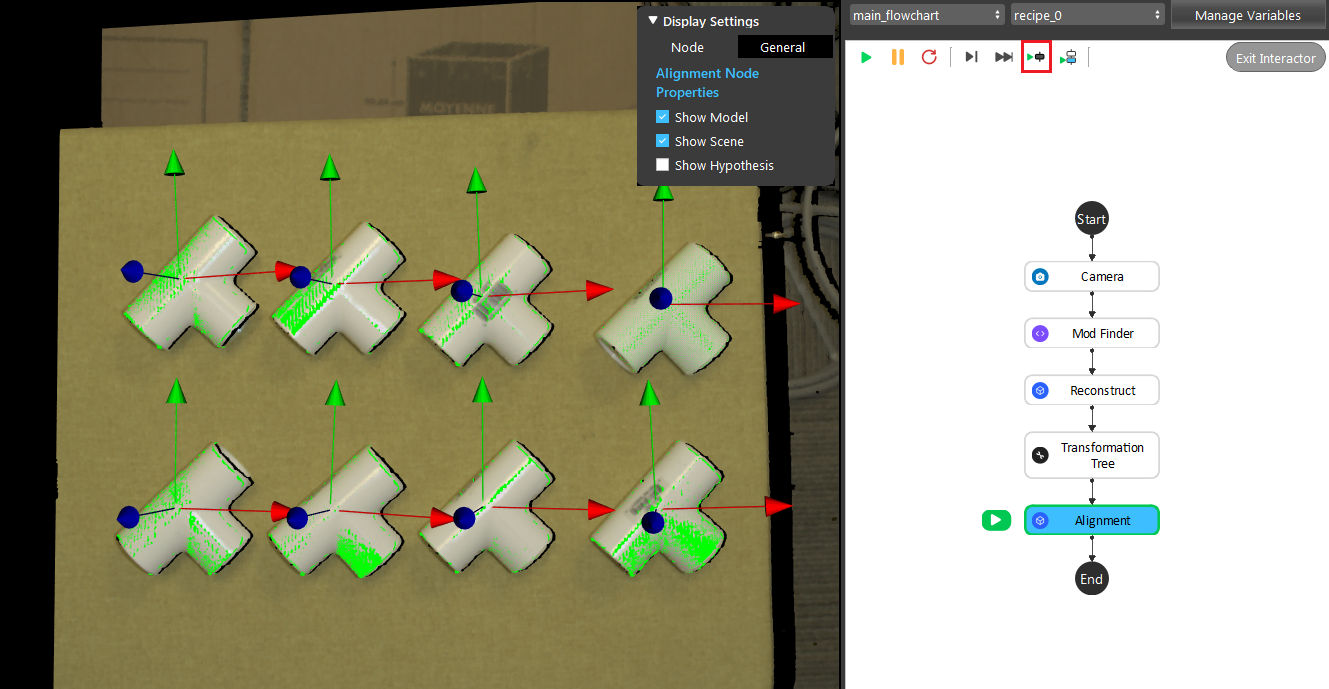 MOYENNE
Display Settings
Node General
Alignment Node
Properties
Show Model
Show Scene
Show Hypothesis
main_flowchart recipe_0 Manage Variables
Exit Interactor
Start
Camera
Mod Finder
Reconstruct
Transformation
Tree
Alignment
End